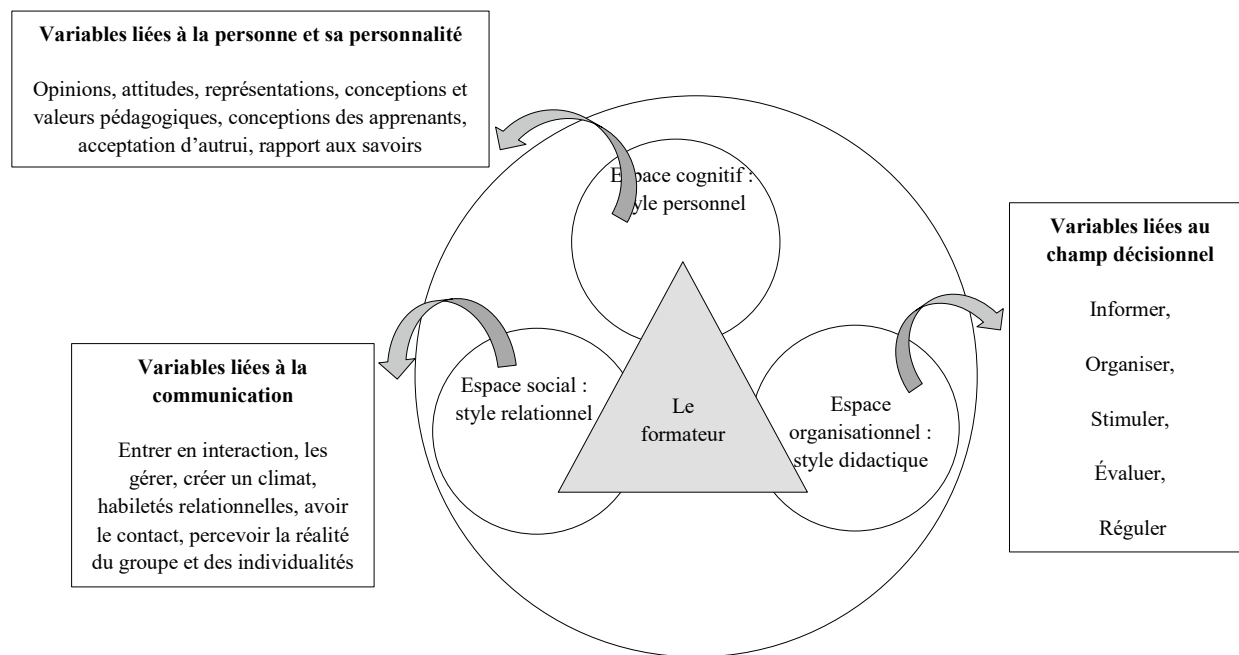 Variables liées à la personne et sa personnalité
Opinions, attitudes, représentations, conceptions et
valeurs pédagogiques, conceptions des apprenants,
acceptation d’autrui, rapport aux savoirs
Espace cognitif :
style personnel
Variables liées au
champ décisionnel
Informer,
Organiser,
Stimuler,
Évaluer,
Réguler
Variables liées à la
communication
Entrer en interaction, les
gérer, créer un climat,
habiletés relationnelles, avoir
le contact, percevoir la réalité
du groupe et des individualités
Espace social :
style relationnel
Le
formateur
Espace
organisationnel :
style didactique